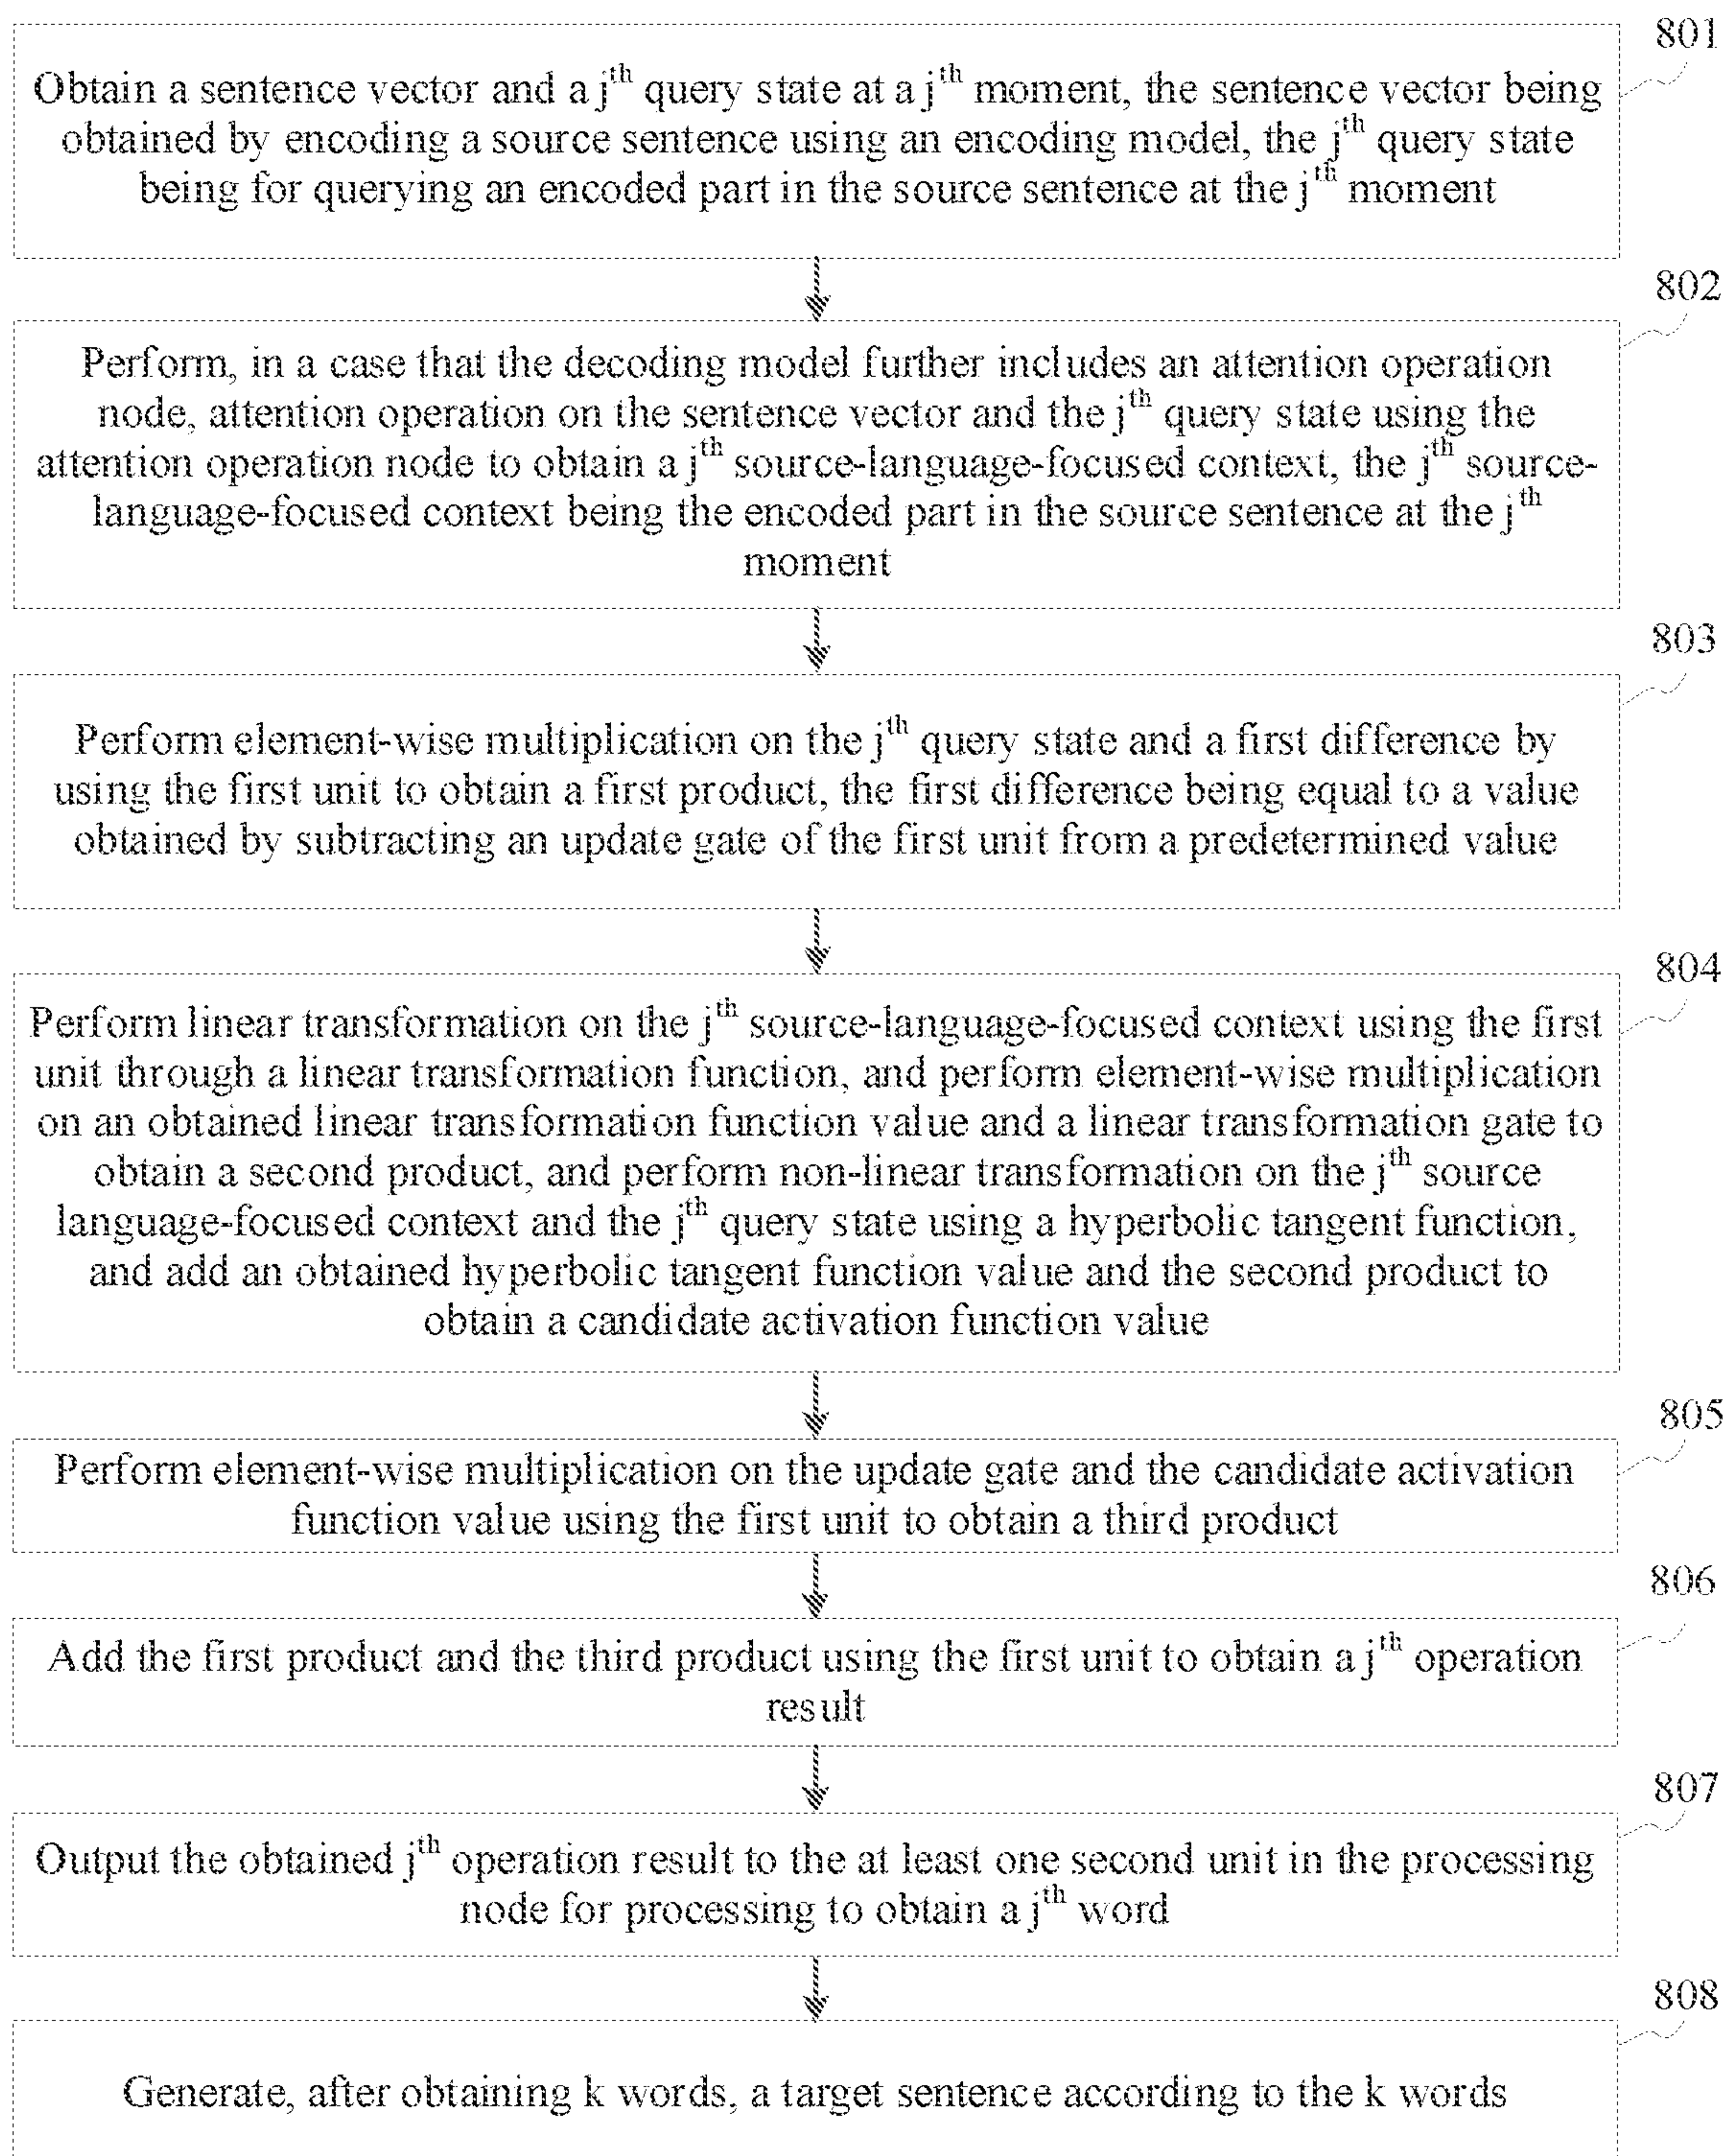 801
Obtain a sentence vector and a jth query state at a jth moment, the sentence vector being
obtained by encoding a source sentence using an encoding model, the jth query state
being for querying an encoded part in the source sentence at the jth moment
802
Perform, in a case that the decoding model further includes an attention operation
node, attention operation on the sentence vector and the jth query state using the
attention operation node to obtain a jth source-language-focused context, the jth source-
language-focused context being the encoded part in the source sentence at the jth
moment
803
Perform element-wise multiplication on the jth query state and a first difference by
using the first unit to obtain a first product, the first difference being equal to a value
obtained by subtracting an update gate of the first unit from a predetermined value
804
Perform linear transformation on the jth source-language-focused context using the first
unit through a linear transformation function, and perform element-wise multiplication
on an obtained linear transformation function value and a linear transformation gate to
obtain a second product, and perform non-linear transformation on the jth source
language-focused context and the jth query state using a hyperbolic tangent function,
and add an obtained hyperbolic tangent function value and the second product to
obtain a candidate activation function value
805
Perform element-wise multiplication on the update gate and the candidate activation
function value using the first unit to obtain a third product
806
Add the first product and the third product using the first unit to obtain a jth operation
result
807
Output the obtained jth operation result to the at least one second unit in the processing
node for processing to obtain a jth word
808
Generate, after obtaining k words, a target sentence according to the k words